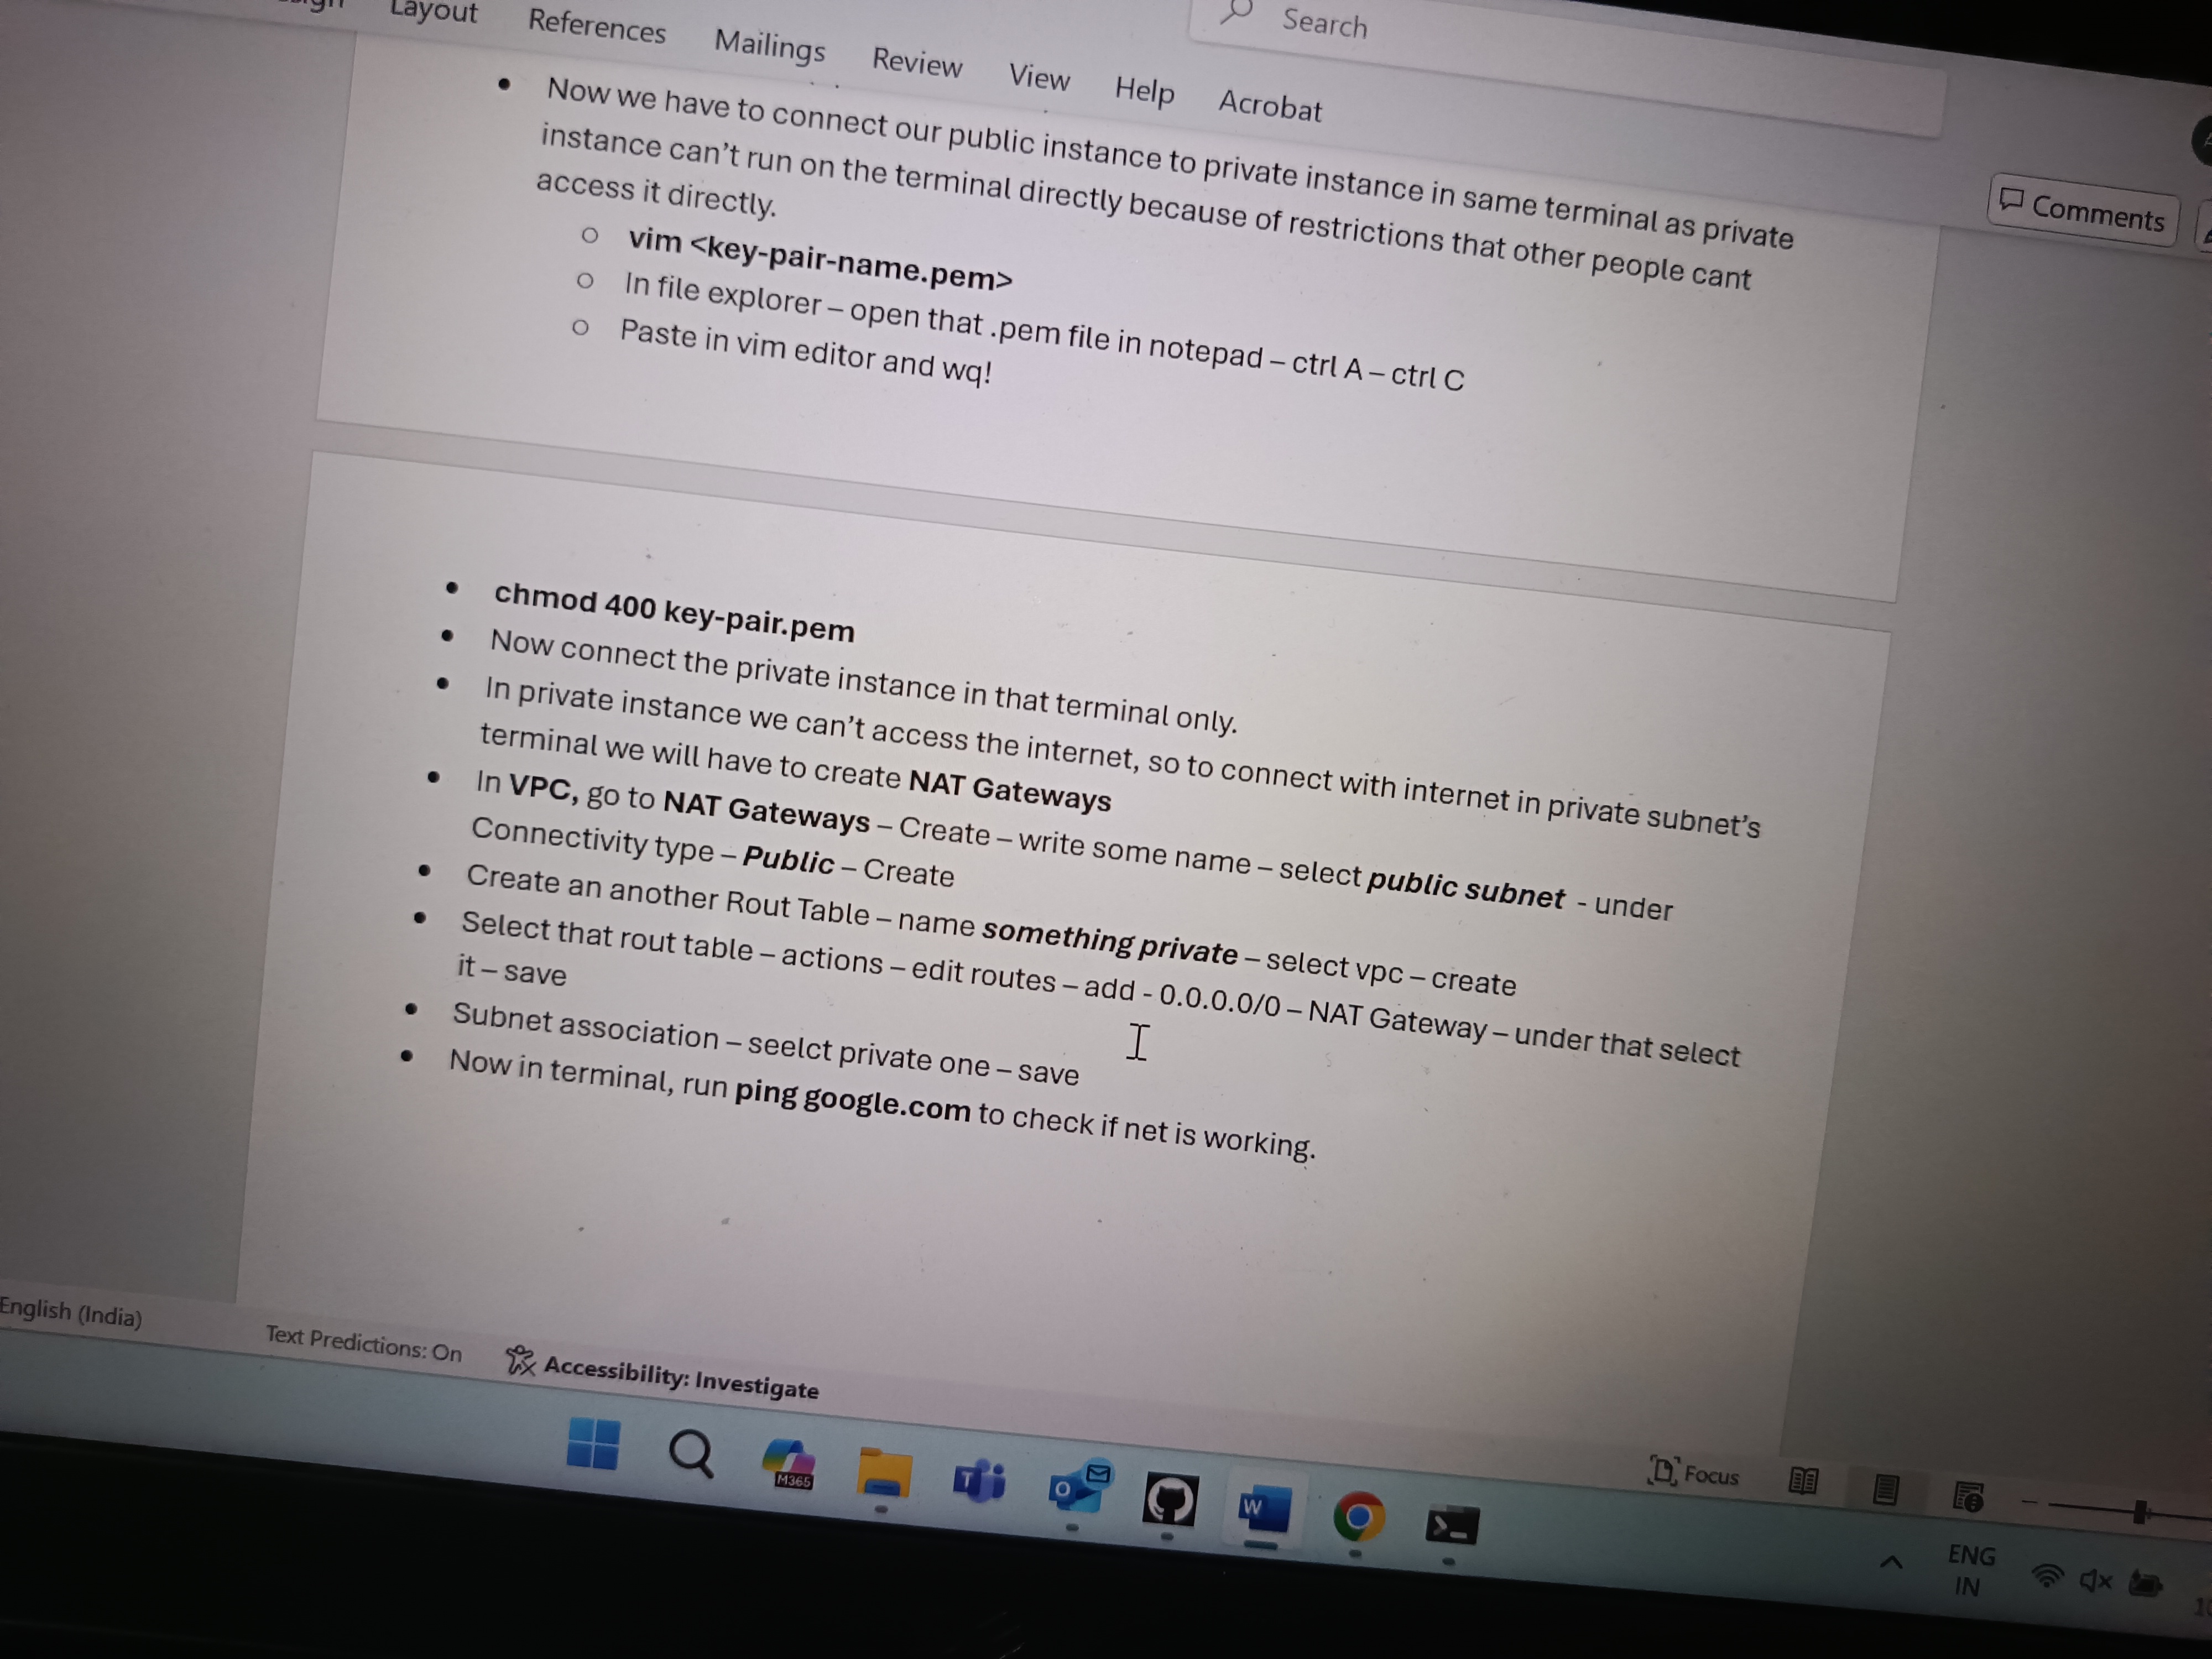 Layout References Mailings Review View Help Acrobat
Search
Comments
• Now we have to connect our public instance to private instance in same terminal as private
instance can't run on the terminal directly because of restrictions that other people cant
access it directly.
o vim <key-pair-name.pem>
o In file explorer – open that .pem file in notepad – ctrl A – ctrl C
o Paste in vim editor and wq!
• chmod 400 key-pair.pem
• Now connect the private instance in that terminal only.
• In private instance we can't access the internet, so to connect with internet in private subnet's
terminal we will have to create NAT Gateways
• In VPC, go to NAT Gateways – Create – write some name – select public subnet - under
Connectivity type – Public – Create
• Create an another Rout Table – name something private – select vpc – create
• Select that rout table – actions – edit routes – add - 0.0.0.0/0 – NAT Gateway – under that select
it – save
• Subnet association – seelct private one – save
• Now in terminal, run ping google.com to check if net is working.
English (India)
Text Predictions: On
Accessibility: Investigate
Focus
M365
ENG
IN